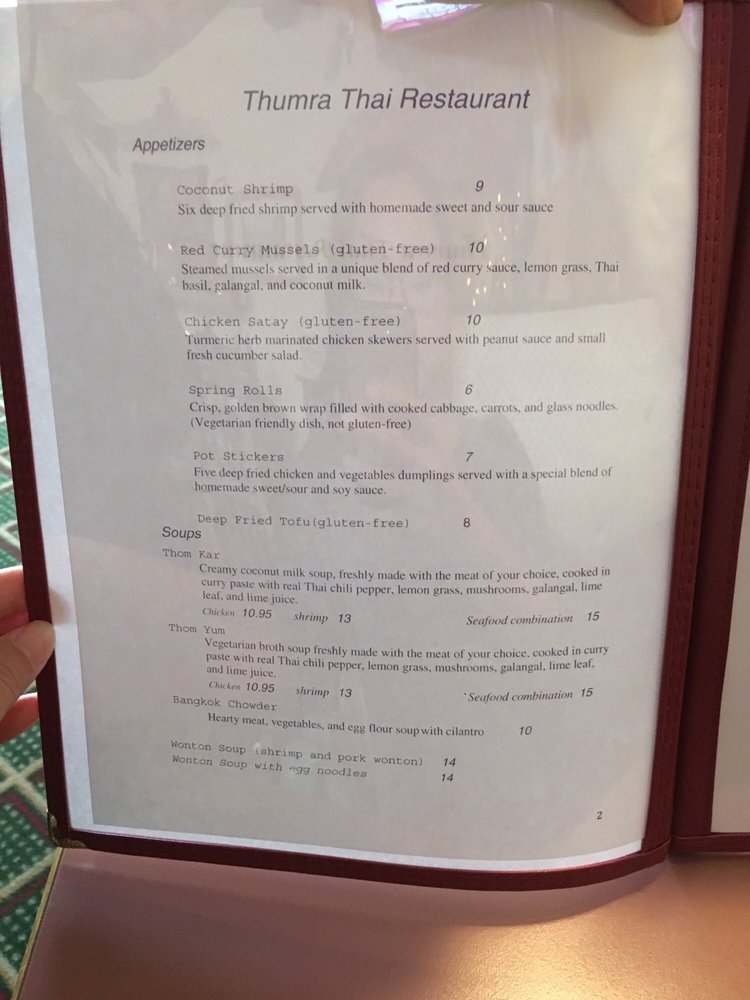 Thumra Thai Restaurant
Appetizers
Coconut Shrimp 9
Six deep fried shrimp served with homemade sweet and sour sauce
Red Curry Mussels (gluten-free) 10
Steamed mussels served in a unique blend of red curry sauce, lemon grass, Thai
basil, galangal, and coconut milk.
Chicken Satay (gluten-free) 10
Turmeric herb marinated chicken skewers served with peanut sauce and small
fresh cucumber salad.
Spring Rolls 6
Crisp, golden brown wrap filled with cooked cabbage, carrots, and glass noodles.
(Vegetarian friendly dish, not gluten-free)
Pot Stickers 7
Five deep fried chicken and vegetables dumplings served with a special blend of
homemade sweet/sour and soy sauce.
Deep Fried Tofu(gluten-free) 8
Soups
Thom Kar
Creamy coconut milk soup, freshly made with the meat of your choice, cooked in
curry paste with real Thai chili pepper, lemon grass, mushrooms, galangal, lime
leaf, and lime juice.
Chicken 10.95 shrimp 13 Seafood combination 15
Thom Yum
Vegetarian broth soup freshly made with the meat of your choice, cooked in curry
paste with real Thai chili pepper, lemon grass, mushrooms, galangal, lime leaf,
and lime juice.
Chicken 10.95 shrimp 13 Seafood combination 15
Bangkok Chowder
Hearty meat, vegetables, and egg flour soup with cilantro 10
Wonton Soup (shrimp and pork wonton) 14
Wonton Soup with egg noodles 14
2